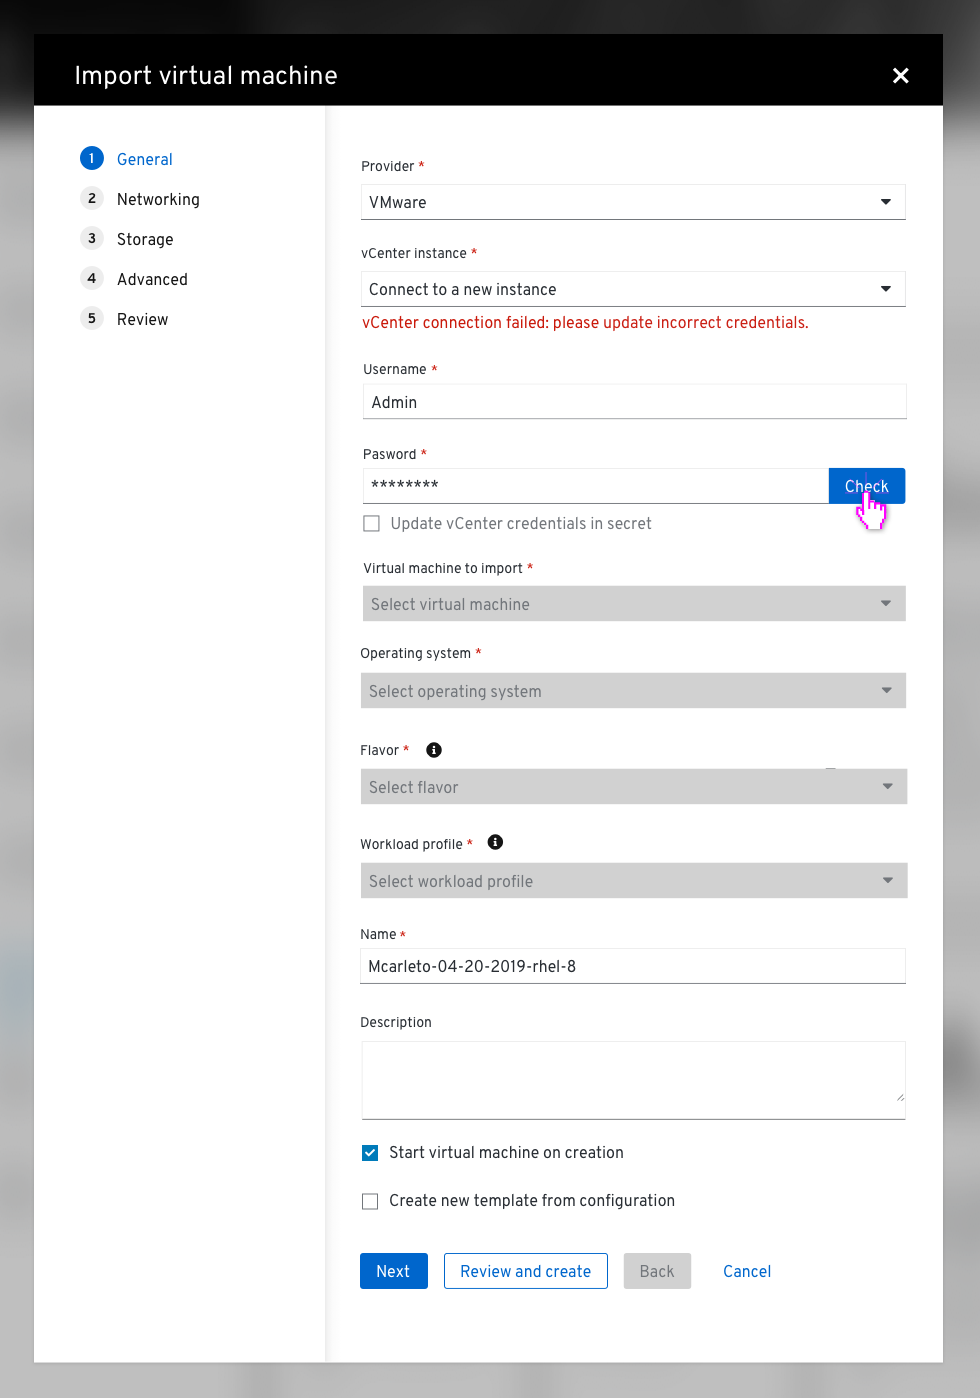 Import virtual machine
1 General
2 Networking
3 Storage
4 Advanced
5 Review
Provider *
VMware
vCenter instance *
Connect to a new instance
vCenter connection failed: please update incorrect credentials.
Username *
Admin
Pasword *
******** Check
Update vCenter credentials in secret
Virtual machine to import *
Select virtual machine
Operating system *
Select operating system
Flavor *
Select flavor
Workload profile *
Select workload profile
Name *
Mcarleto-04-20-2019-rhel-8
Description
Start virtual machine on creation
Create new template from configuration
Next Review and create Back Cancel